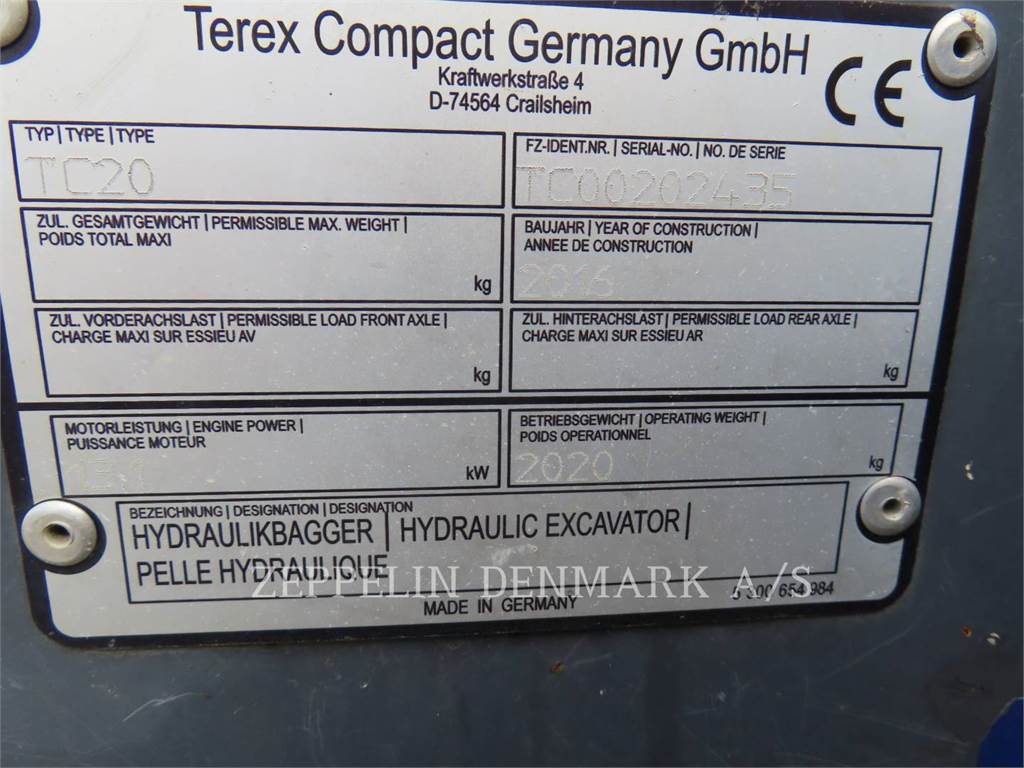 Terex Compact Germany GmbH
Kraftwerkstraße 4
D-74564 Crailsheim
CE
TYP | TYPE | TYPE
TC20
FZ-IDENT.NR. | SERIAL-NO. | NO. DE SERIE
TC00202435
ZUL. GESAMTGEWICHT | PERMISSIBLE MAX. WEIGHT |
POIDS TOTAL MAXI
kg
BAUJAHR | YEAR OF CONSTRUCTION |
ANNEE DE CONSTRUCTION
2016
ZUL. VORDERACHSLAST | PERMISSIBLE LOAD FRONT AXLE |
CHARGE MAXI SUR ESSIEU AV
kg
ZUL. HINTERACHSLAST | PERMISSIBLE LOAD REAR AXLE |
CHARGE MAXI SUR ESSIEU AR
kg
MOTORLEISTUNG | ENGINE POWER |
PUISSANCE MOTEUR
kW
BETRIEBSGEWICHT | OPERATING WEIGHT |
POIDS OPERATIONNEL
2020
kg
BEZEICHNUNG | DESIGNATION | DESIGNATION
HYDRAULIKBAGGER | HYDRAULIC EXCAVATOR |
PELLE HYDRAULIQUE
ZEPPELIN DENMARK A/S
MADE IN GERMANY
654 984